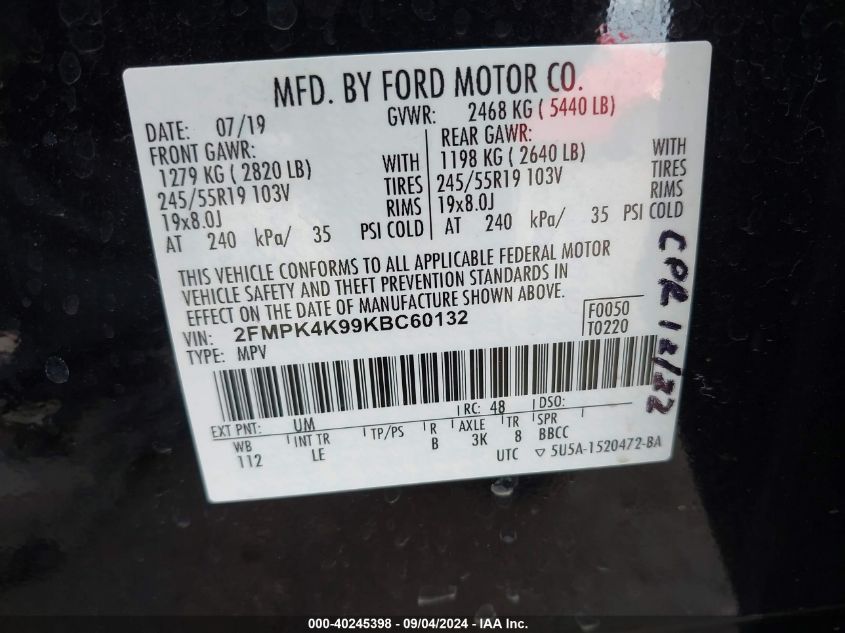 MFD. BY FORD MOTOR CO.
DATE: 07/19 GVWR: 2468 KG ( 5440 LB)
FRONT GAWR: REAR GAWR:
1279 KG ( 2820 LB) WITH 1198 KG ( 2640 LB) WITH
245/55R19 103V TIRES 245/55R19 103V TIRES
19x8.0J RIMS 19x8.0J RIMS
AT 240 kPa/ 35 PSI COLD AT 240 kPa/ 35 PSI COLD
THIS VEHICLE CONFORMS TO ALL APPLICABLE FEDERAL MOTOR
VEHICLE SAFETY AND THEFT PREVENTION STANDARDS IN
EFFECT ON THE DATE OF MANUFACTURE SHOWN ABOVE.
VIN: 2FMPK4K99KBC60132 F0050
TYPE: MPV T0220
CPR 12/22
EXT PNT: UM RC: 48 DSO:
WB INT TR TP/PS R AXLE TR SPR
112 LE B 3K 8 BBCC
UTC ▽ 5U5A-1520472-BA
000-40245398 - 09/04/2024 - IAAI.com